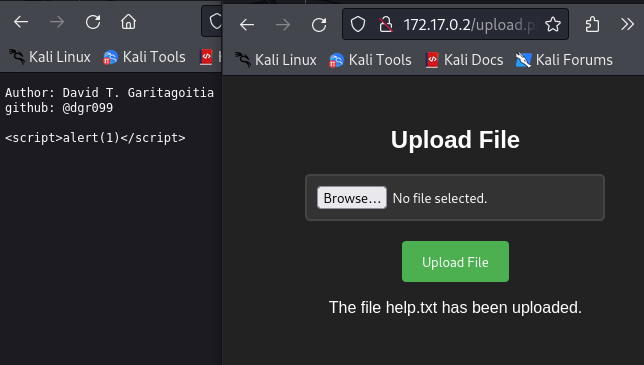 Kali Linux
Kali Tools
Author: David T. Garitagoitia
github: @dgr099
<script>alert(1)</script>
172.17.0.2/upload.p
Kali Linux
Kali Tools
Kali Docs
Kali Forums
Upload File
Browse...
No file selected.
Upload File
The file help.txt has been uploaded.